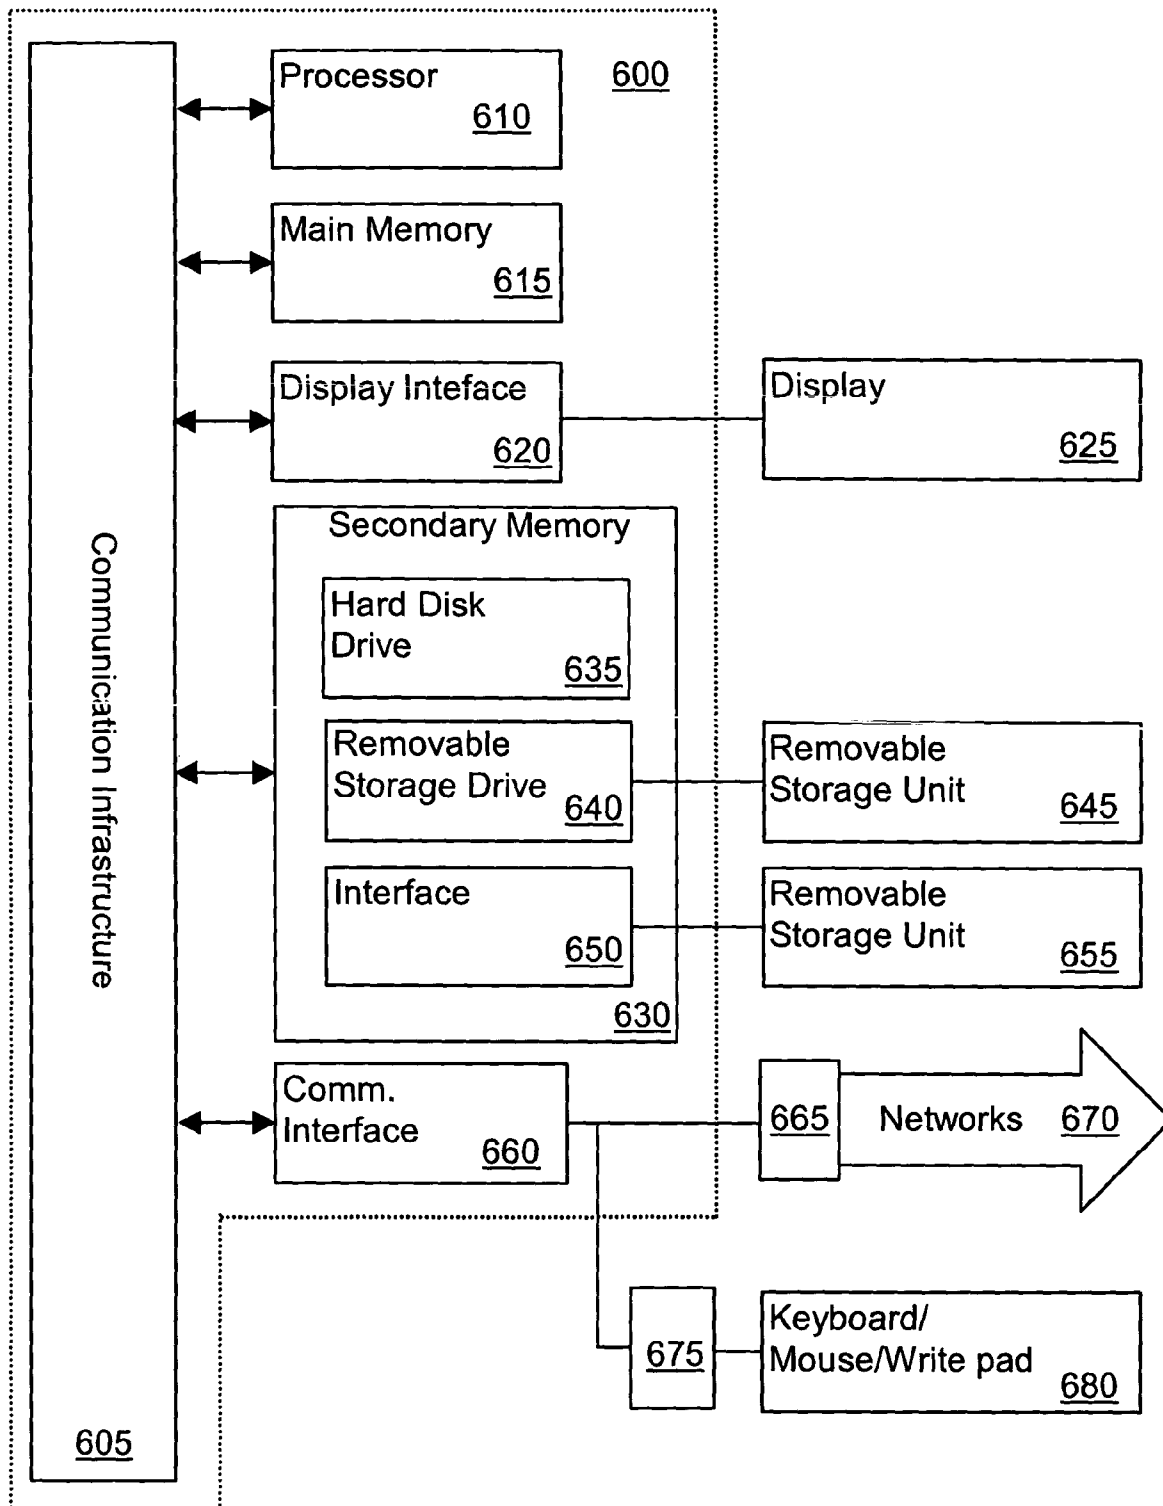 Processor
600
610
Main Memory
615
Display Inteface
620
Display
625
Communication Infrastructure
605
Secondary Memory
Hard Disk
Drive
635
Removable
Storage Drive
640
Removable
Storage Unit
645
Interface
650
Removable
Storage Unit
655
630
Comm.
Interface
660
665
Networks
670
675
Keyboard/
Mouse/Write pad
680